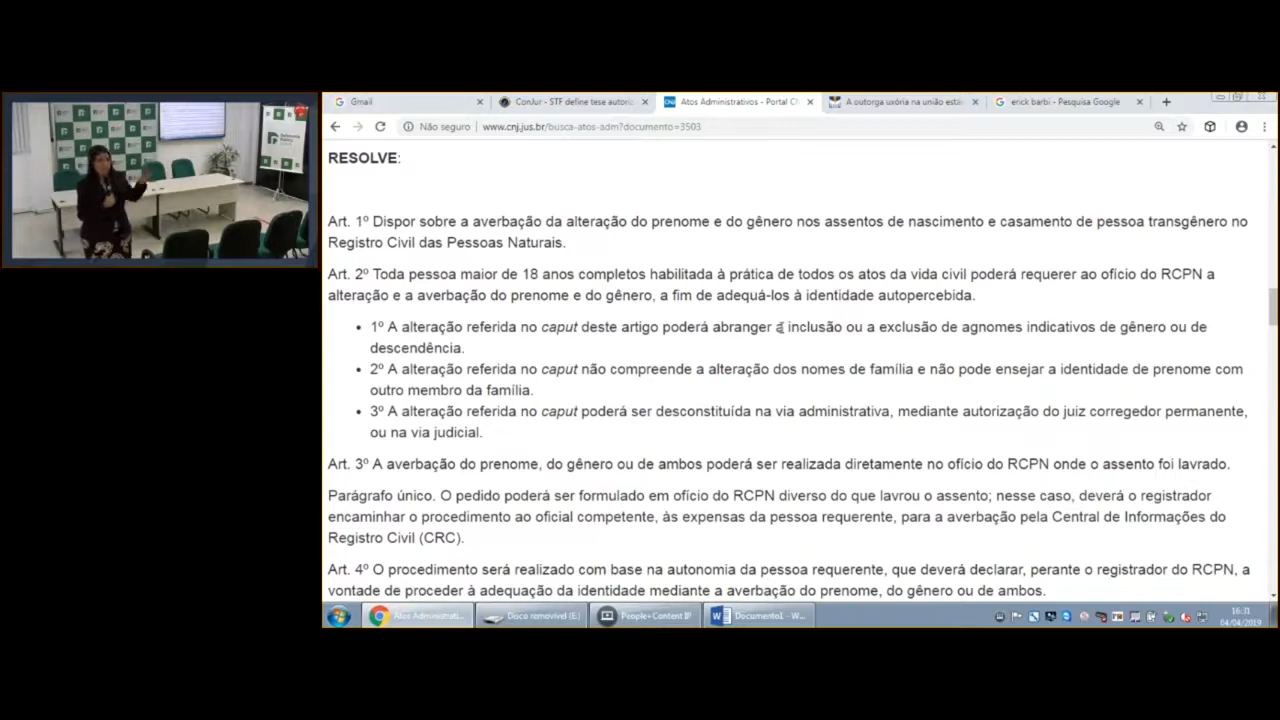 Gmail
ConJur - STF define tese autoriz
Atos Administrativos - Portal C
A outorga uxória na união está
erick barbi - Pesquisa Google
Não seguro
www.cnj.jus.br/busca-atos-adm?documento=3503
RESOLVE:
Art. 1º Dispor sobre a averbação da alteração do prenome e do gênero nos assentos de nascimento e casamento de pessoa transgênero no
Registro Civil das Pessoas Naturais.
Art. 2º Toda pessoa maior de 18 anos completos habilitada à prática de todos os atos da vida civil poderá requerer ao ofício do RCPN a
alteração e a averbação do prenome e do gênero, a fim de adequá-los à identidade autopercebida.
• 1º A alteração referida no caput deste artigo poderá abranger a inclusão ou a exclusão de agnomes indicativos de gênero ou de
descendência.
• 2º A alteração referida no caput não compreende a alteração dos nomes de família e não pode ensejar a identidade de prenome com
outro membro da família.
• 3º A alteração referida no caput poderá ser desconstituída na via administrativa, mediante autorização do juiz corregedor permanente,
ou na via judicial.
Art. 3º A averbação do prenome, do gênero ou de ambos poderá ser realizada diretamente no ofício do RCPN onde o assento foi lavrado.
Parágrafo único. O pedido poderá ser formulado em ofício do RCPN diverso do que lavrou o assento; nesse caso, deverá o registrador
encaminhar o procedimento ao oficial competente, às expensas da pessoa requerente, para a averbação pela Central de Informações do
Registro Civil (CRC).
Art. 4º O procedimento será realizado com base na autonomia da pessoa requerente, que deverá declarar, perante o registrador do RCPN, a
vontade de proceder à adequação da identidade mediante a averbação do prenome, do gênero ou de ambos.
Atos Administrati...
Disco removível (E:)
People+Content IP
Documento1 - W...
16:31
04/04/2019